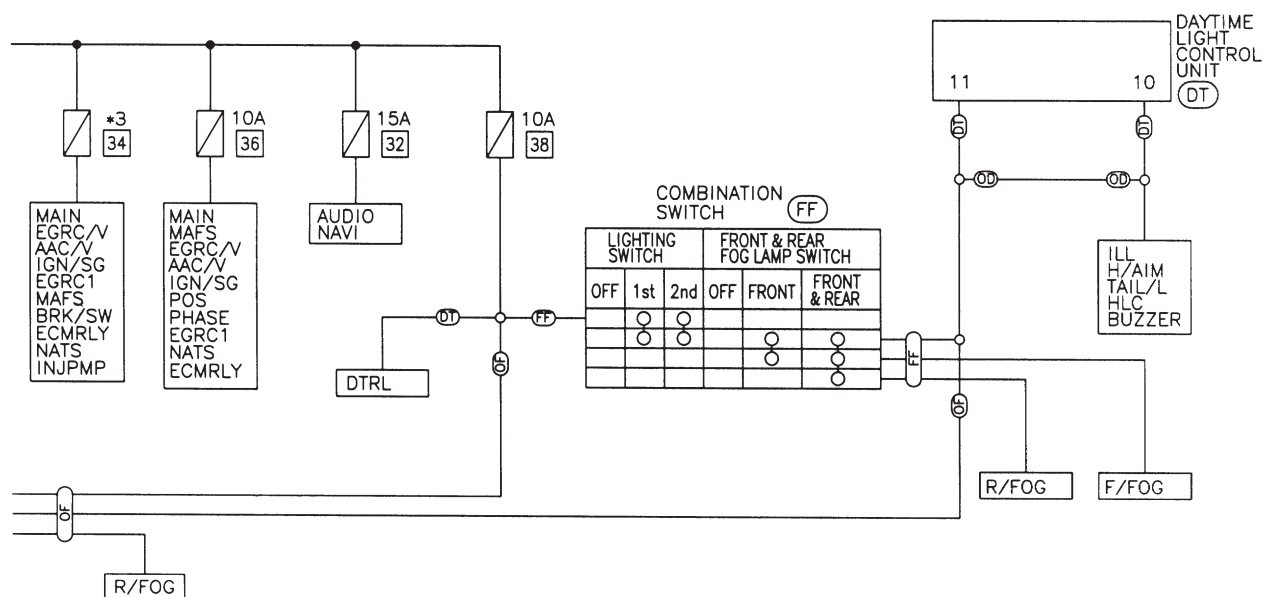 DAYTIME
LIGHT
CONTROL
UNIT
DT
11
10
*3
34
10A
36
15A
32
10A
38
DT
DT
OD
OD
MAIN
EGRC/V
AAC/V
IGN/SG
EGRC1
MAFS
BRK/SW
ECMRLY
NATS
INJPMP
MAIN
MAFS
EGRC/V
AAC/V
IGN/SG
POS
PHASE
EGRC1
NATS
ECMRLY
AUDIO
NAVI
COMBINATION
SWITCH
FF
LIGHTING
SWITCH
FRONT & REAR
FOG LAMP SWITCH
OFF
1st
2nd
OFF
FRONT
FRONT
& REAR
ILL
H/AIM
TAIL/L
HLC
BUZZER
DT
FF
OF
FF
DTRL
OF
R/FOG
F/FOG
OF
R/FOG